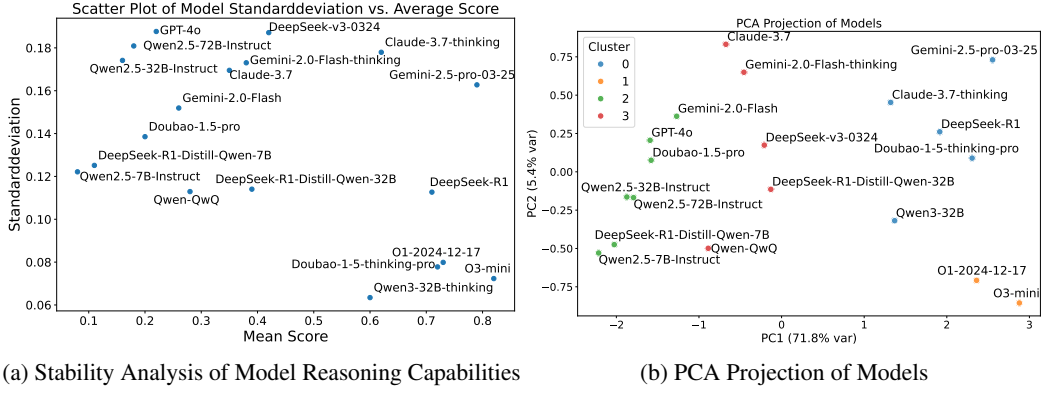 Scatter Plot of Model Standarddeviation vs. Average Score
Standarddeviation
0.18
0.16
0.14
0.12
0.10
0.08
0.06
GPT-4o
DeepSeek-v3-0324
Qwen2.5-72B-Instruct
Claude-3.7-thinking
Qwen2.5-32B-Instruct
Gemini-2.0-Flash-thinking
Claude-3.7
Gemini-2.5-pro-03-25
Gemini-2.0-Flash
Doubao-1.5-pro
DeepSeek-R1-Distill-Qwen-7B
Qwen2.5-7B-Instruct
DeepSeek-R1-Distill-Qwen-32B
DeepSeek-R1
Qwen-QwQ
O1-2024-12-17
Doubao-1-5-thinking-pro
O3-mini
Qwen3-32B-thinking
0.1 0.2 0.3 0.4 0.5 0.6 0.7 0.8
Mean Score
(a) Stability Analysis of Model Reasoning Capabilities
PCA Projection of Models
PC2 (5.4% var)
0.75
0.50
0.25
0.00
−0.25
−0.50
−0.75
Cluster
0
1
2
3
Claude-3.7
Gemini-2.5-pro-03-25
Gemini-2.0-Flash-thinking
Claude-3.7-thinking
Gemini-2.0-Flash
DeepSeek-R1
GPT-4o
DeepSeek-v3-0324
Doubao-1.5-pro
Doubao-1-5-thinking-pro
Qwen2.5-32B-Instruct
DeepSeek-R1-Distill-Qwen-32B
Qwen2.5-72B-Instruct
Qwen3-32B
DeepSeek-R1-Distill-Qwen-7B
Qwen-QwQ
Qwen2.5-7B-Instruct
O1-2024-12-17
O3-mini
−2 −1 0 1 2 3
PC1 (71.8% var)
(b) PCA Projection of Models